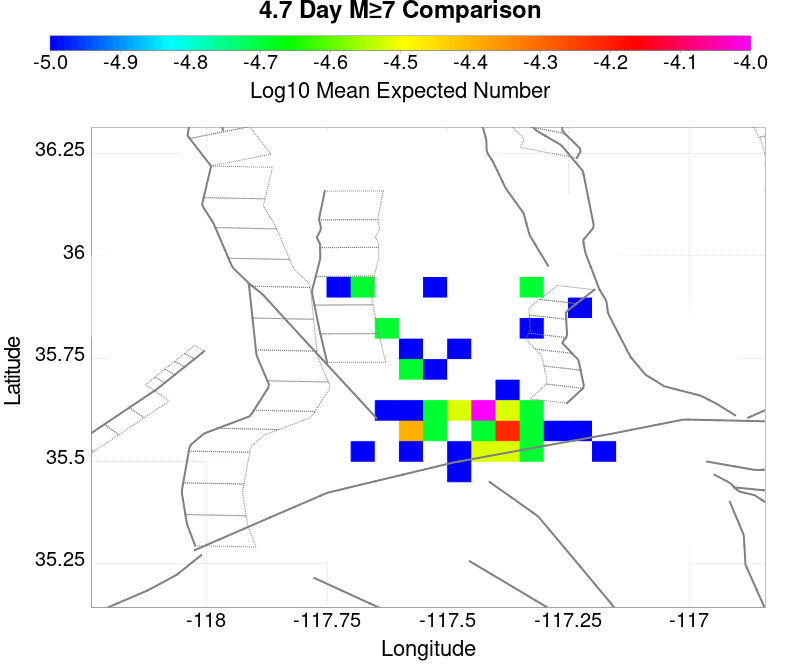 4.7 Day M≥7 Comparison
-5.0 -4.9 -4.8 -4.7 -4.6 -4.5 -4.4 -4.3 -4.2 -4.1 -4.0
Log10 Mean Expected Number
36.25
36
35.75
35.5
35.25
Latitude
-118 -117.75 -117.5 -117.25 -117
Longitude